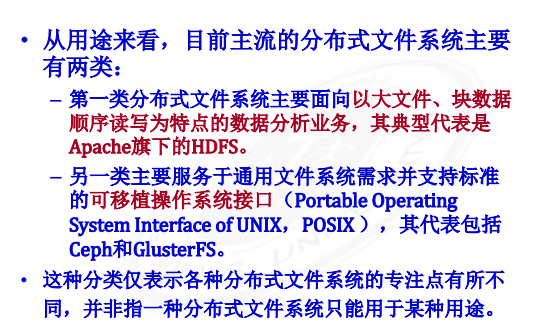 • 从用途来看，目前主流的分布式文件系统主要
有两类：
– 第一类分布式文件系统主要面向以大文件、块数据
顺序读写为特点的数据分析业务，其典型代表是
Apache旗下的HDFS。
– 另一类主要服务于通用文件系统需求并支持标准
的可移植操作系统接口（Portable Operating
System Interface of UNIX，POSIX ），其代表包括
Ceph和GlusterFS。
• 这种分类仅表示各种分布式文件系统的专注点有所不
同，并非指一种分布式文件系统只能用于某种用途。